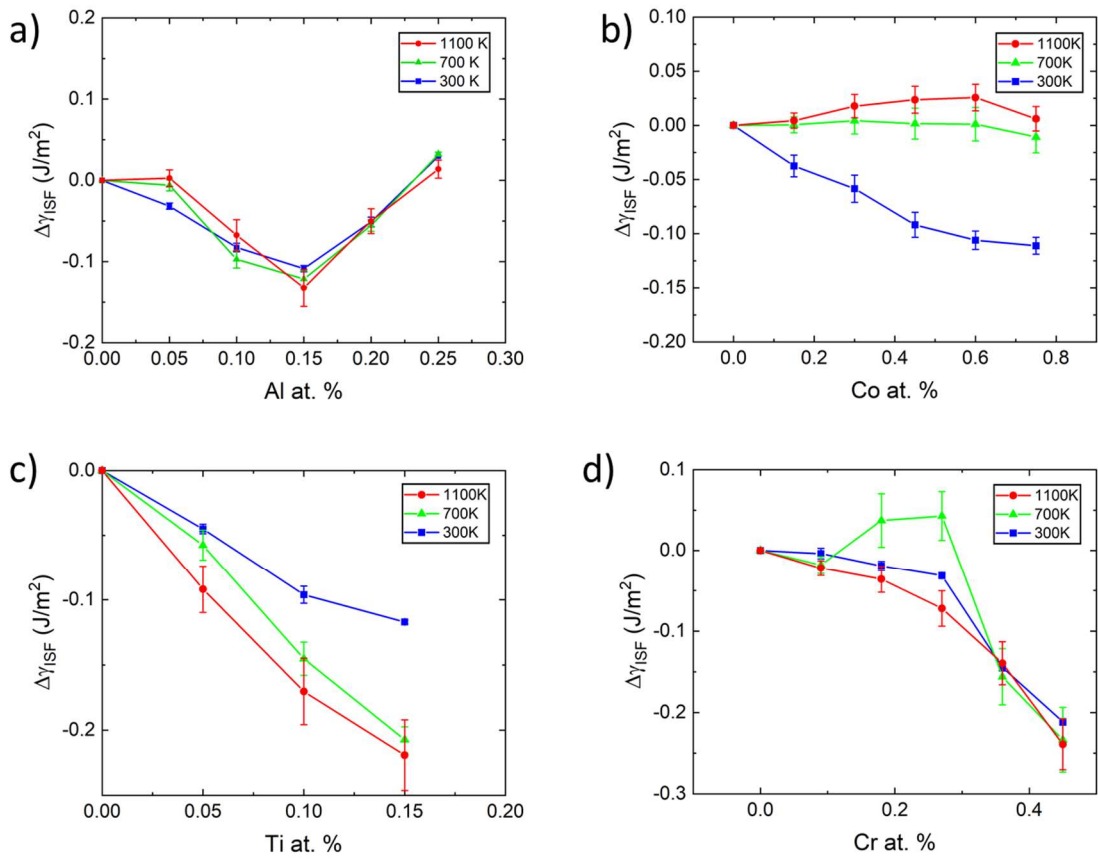 a)
0.2
0.1
0.0
-0.1
-0.2
ΔγISF (J/m²)
1100 K
700 K
300 K
0.00 0.05 0.10 0.15 0.20 0.25 0.30
Al at. %
b)
0.10
0.05
0.00
-0.05
-0.10
-0.15
-0.20
ΔγISF (J/m²)
1100K
700K
300K
0.0 0.2 0.4 0.6 0.8
Co at. %
c)
0.0
-0.1
-0.2
ΔγISF (J/m²)
1100K
700K
300K
0.00 0.05 0.10 0.15 0.20
Ti at. %
d)
0.1
0.0
-0.1
-0.2
-0.3
ΔγISF (J/m²)
1100K
700K
300K
0.0 0.2 0.4
Cr at. %